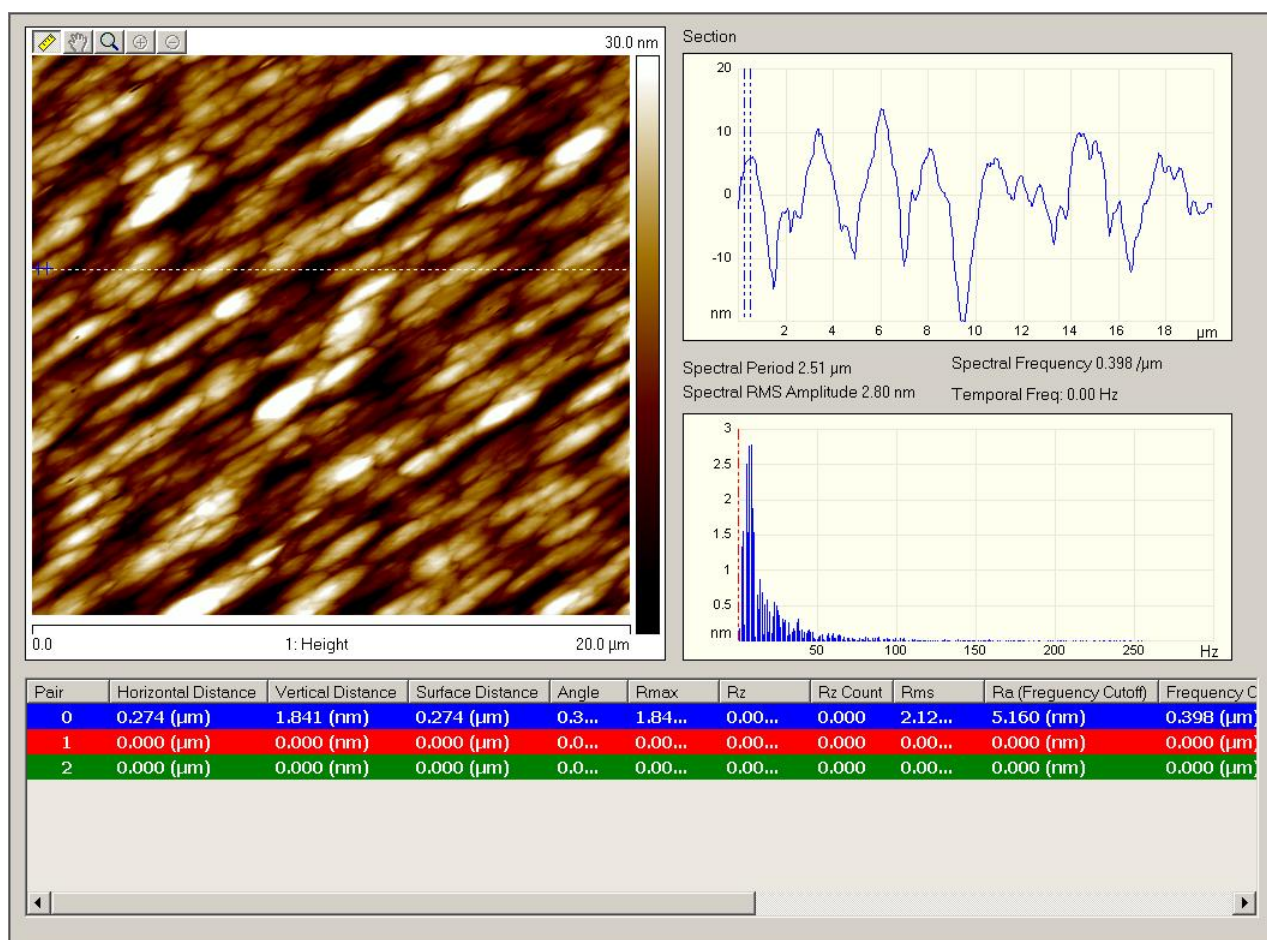 30.0 nm
0.0 1: Height 20.0 µm
Section
20
10
0
-10
nm
2 4 6 8 10 12 14 16 18 µm
Spectral Period 2.51 µm Spectral Frequency 0.398 /µm
Spectral RMS Amplitude 2.80 nm Temporal Freq: 0.00 Hz
3
2.5
2
1.5
1
0.5
nm
50 100 150 200 250 Hz
Pair Horizontal Distance Vertical Distance Surface Distance Angle Rmax Rz Rz Count Rms Ra (Frequency Cutoff) Frequency C
0 0.274 (µm) 1.841 (nm) 0.274 (µm) 0.3... 1.84... 0.00... 0.000 2.12... 5.160 (nm) 0.398 (µm)
1 0.000 (µm) 0.000 (nm) 0.000 (µm) 0.0... 0.00... 0.00... 0.000 0.00... 0.000 (nm) 0.000 (µm)
2 0.000 (µm) 0.000 (nm) 0.000 (µm) 0.0... 0.00... 0.00... 0.000 0.00... 0.000 (nm) 0.000 (µm)